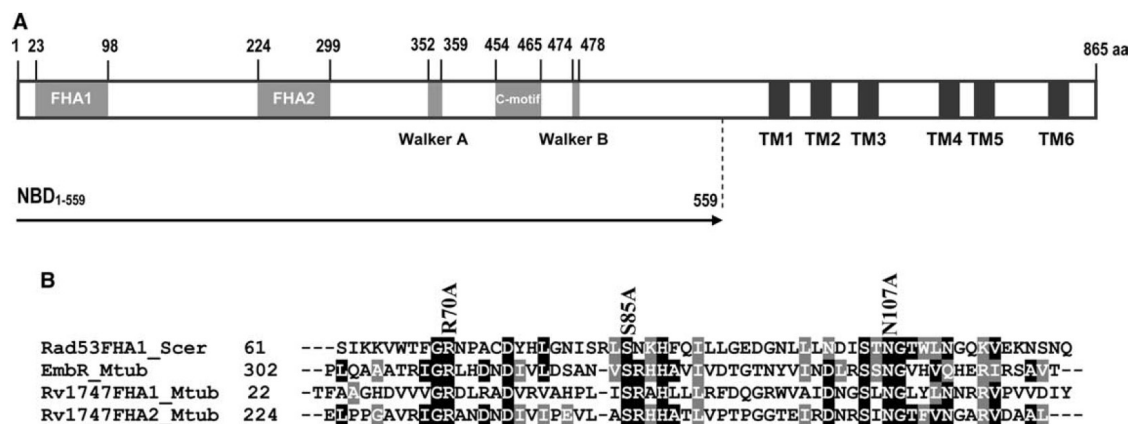 A
1 23 98 224 299 352 359 454 465 474 478 865 aa
FHA1 FHA2 C-motif
Walker A Walker B TM1 TM2 TM3 TM4 TM5 TM6
NBD1-559 559
B
R70A S85A N107A
Rad53FHA1_Scer 61 ---SIKKVWTFGRNPACDYHLGNISRLSNKHFQILLGEDGNLLLNDISTNGTWLNGQKVEKNSNQ
EmbR_Mtub 302 ---PLQAAATRIGRLHDNDIVLDSAN-VSRHHAVIVDTGTNYVINDLRSSNGVHVQHERIRSAVT--
Rv1747FHA1_Mtub 22 --TFAAGHDVVVGRDLRADVRVAHPL-ISRAHLLLRFDQGRWVAIDNGSLNGLYLNNRRVPVVDIY
Rv1747FHA2_Mtub 224 ---ELPPGAVRIGRANDNDIVIPEVL-ASRHHATLVPTPGGTEIRDNRSINGTFVNGARVDAAL---